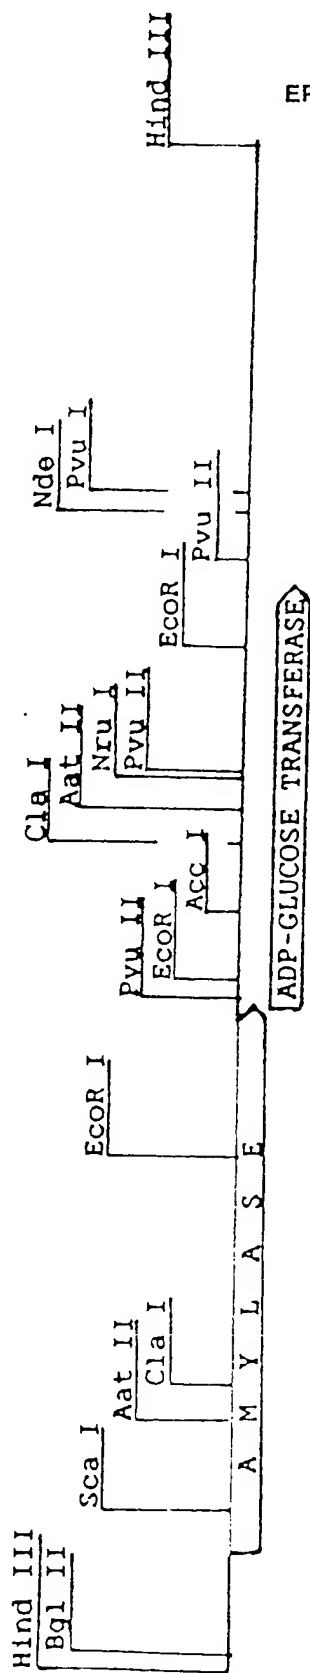 Hind III
Bgl II
Sca I
Aat II
Cla I
EcoR I
Pvu II
EcoR I
Acc I
Cla I
Aat II
Nru I
Pvu II
EcoR I
Pvu II
Nde I
Pvu I
Hind III
AMYLASE
ADP-GLUCOSE TRANSFERASE